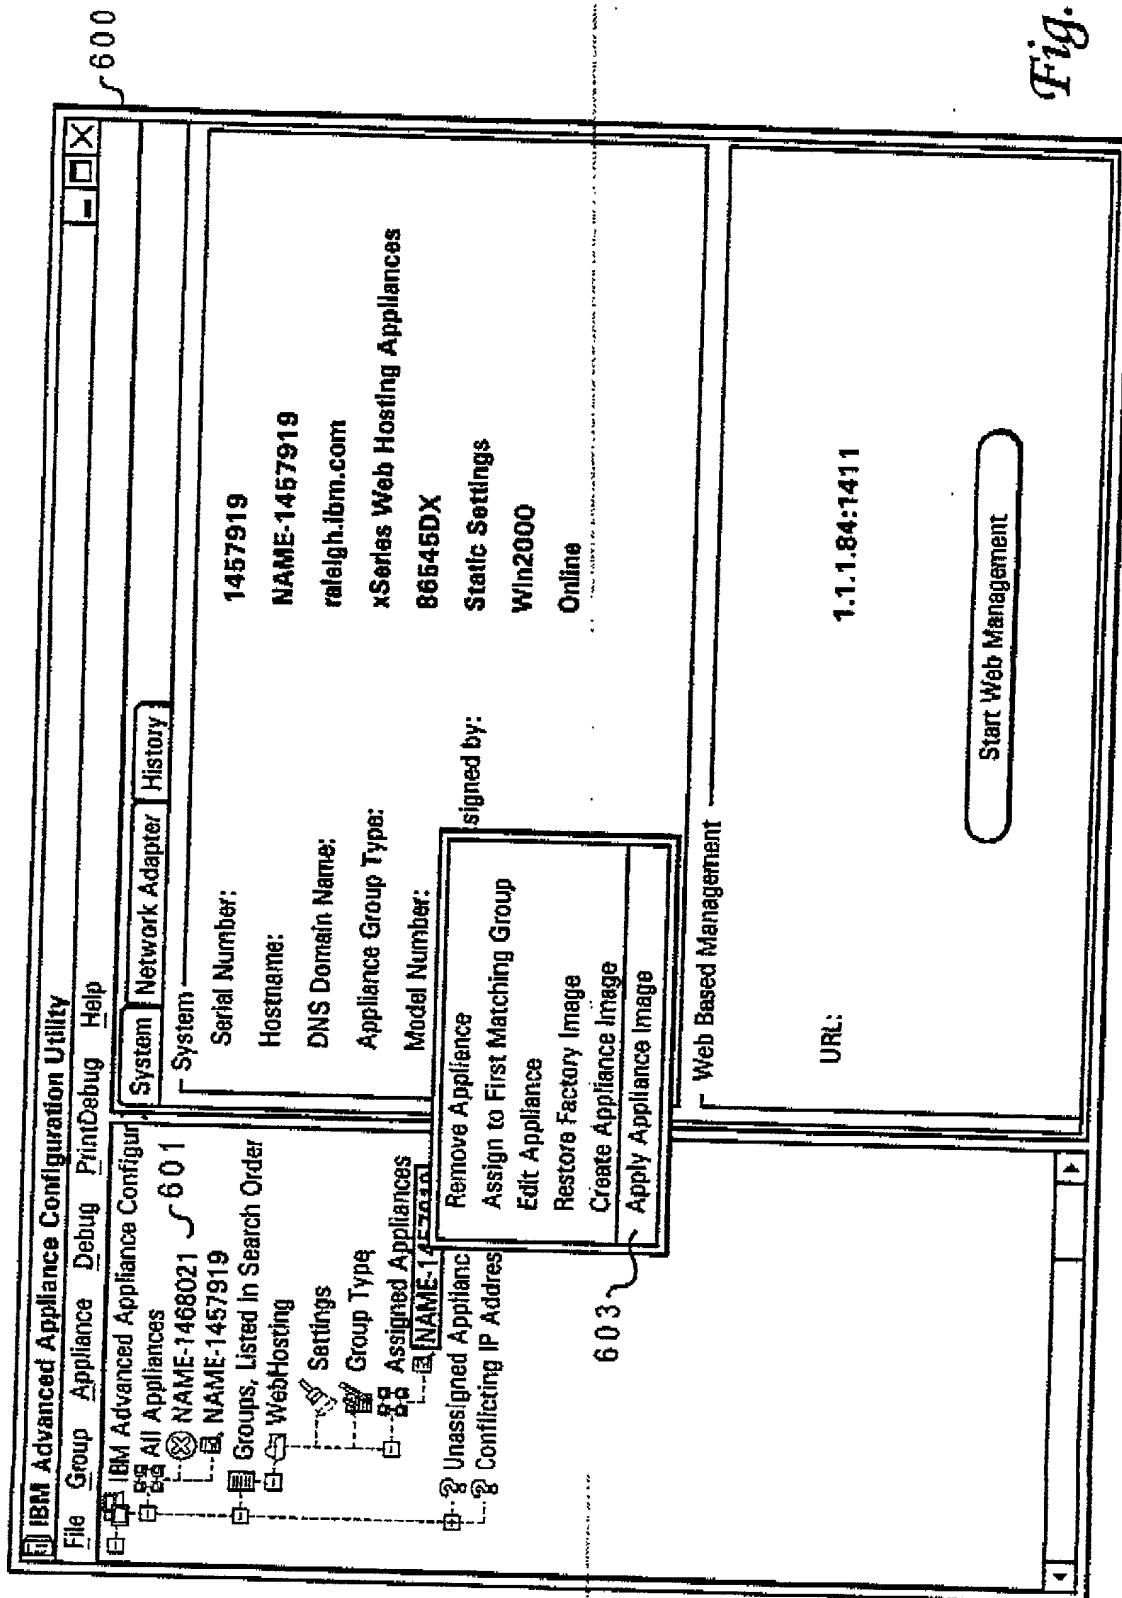 IBM Advanced Appliance Configuration Utility
File Group Appliance Debug PrintDebug Help
IBM Advanced Appliance Configur
All Appliances
NAME-1468021
601
NAME-1457919
Groups, Listed in Search Order
WebHosting
Settings
Group Type
Assigned Appliances
NAME-1457919
Unassigned Applianc
Conflicting IP Addres
System Network Adapter History
System
Serial Number: 1457919
Hostname: NAME-1457919
DNS Domain Name: raleigh.ibm.com
Appliance Group Type: xSeries Web Hosting Appliances
Model Number: 86545DX
signed by: Static Settings
Win2000
Online
Remove Appliance
Assign to First Matching Group
Edit Appliance
Restore Factory Image
Create Appliance Image
Apply Appliance Image
603
Web Based Management
URL: 1.1.1.84:1411
Start Web Management
600
Fig.